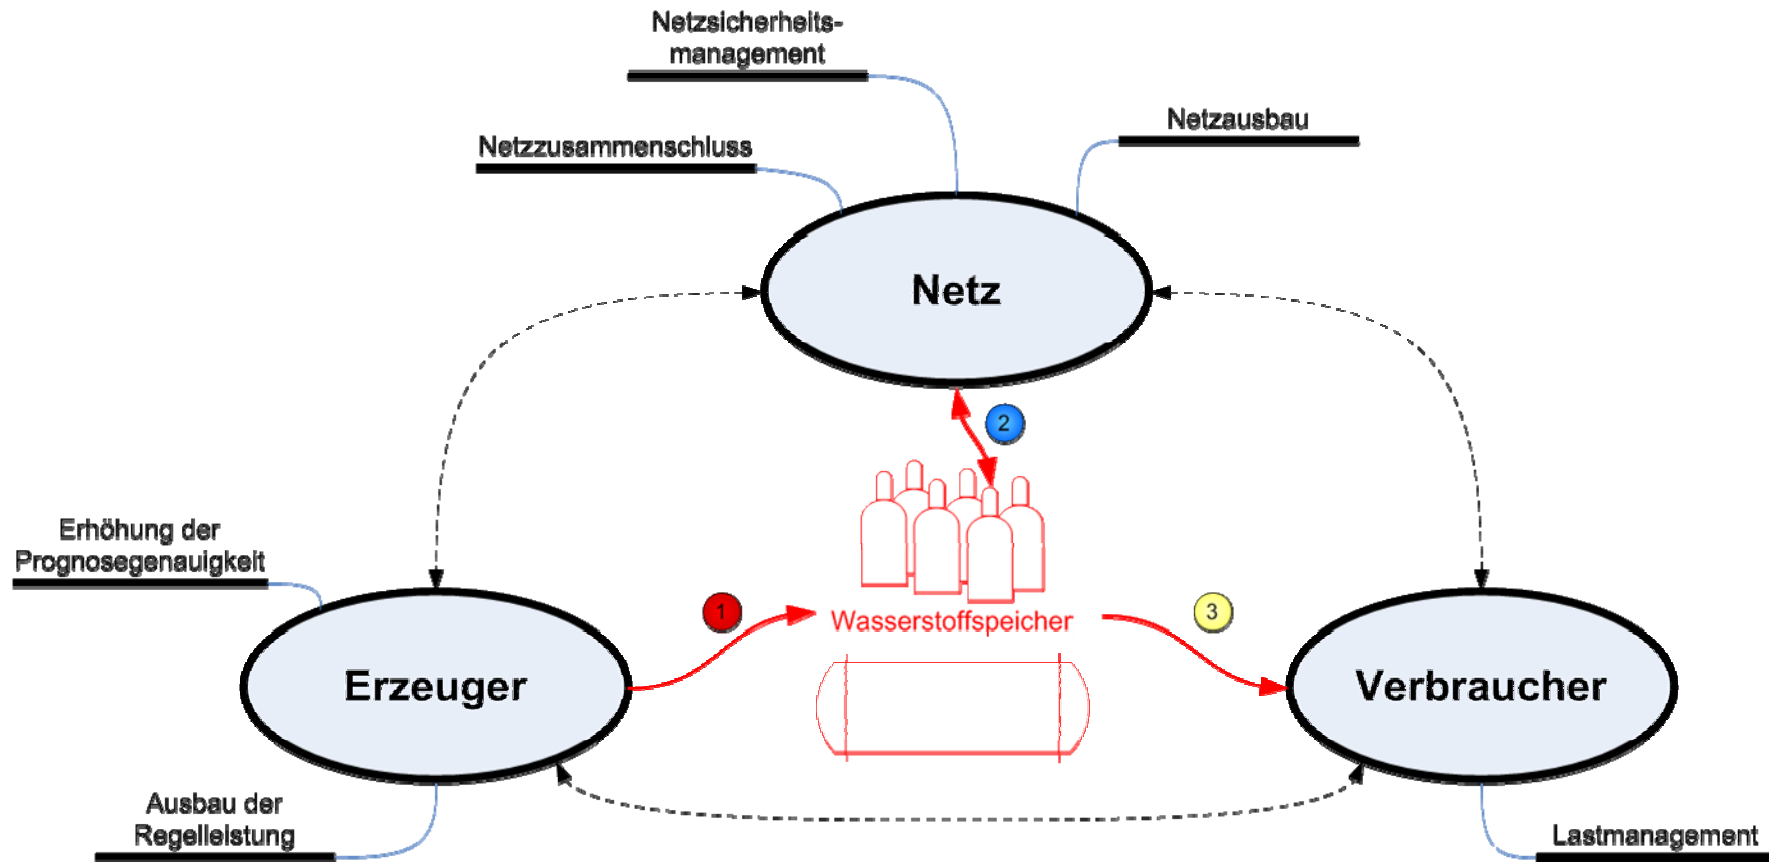 Netzsicherheits-
management
Netzausbau
Netzzusammenschluss
Netz
2
Erhöhung der
Prognosegenauigkeit
1
Wasserstoffspeicher
3
Erzeuger
Verbraucher
Ausbau der
Regelleistung
Lastmanagement